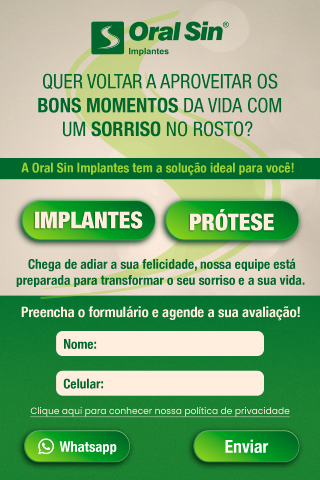 Oral Sin®
Implantes
QUER VOLTAR A APROVEITAR OS
BONS MOMENTOS DA VIDA COM
UM SORRISO NO ROSTO?
A Oral Sin Implantes tem a solução ideal para você!
IMPLANTES
PRÓTESE
Chega de adiar a sua felicidade, nossa equipe está
preparada para transformar o seu sorriso e a sua vida.
Preencha o formulário e agende a sua avaliação!
Nome:
Celular:
Clique aqui para conhecer nossa política de privacidade
Whatsapp
Enviar